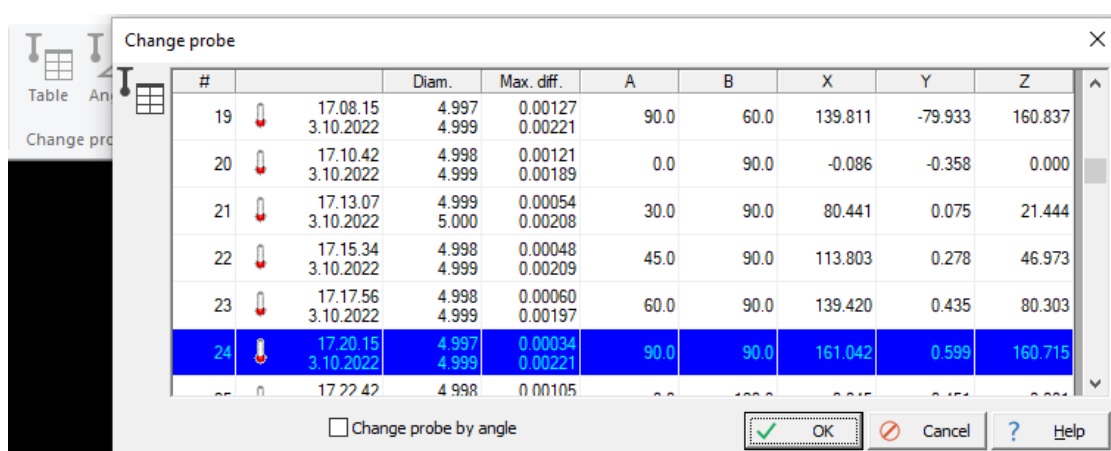 Change probe
Table
Change
# Diam. Max. diff. A B X Y Z
19 17.08.15 3.10.2022 4.997 4.999 0.00127 0.00221 90.0 60.0 139.811 -79.933 160.837
20 17.10.42 3.10.2022 4.998 4.999 0.00121 0.00189 0.0 90.0 -0.086 -0.358 0.000
21 17.13.07 3.10.2022 4.999 5.000 0.00054 0.00208 30.0 90.0 80.441 0.075 21.444
22 17.15.34 3.10.2022 4.998 4.999 0.00048 0.00209 45.0 90.0 113.803 0.278 46.973
23 17.17.56 3.10.2022 4.998 4.999 0.00060 0.00197 60.0 90.0 139.420 0.435 80.303
24 17.20.15 3.10.2022 4.997 4.999 0.00034 0.00221 90.0 90.0 161.042 0.599 160.715
17.22.42 4.998 0.00105
Change probe by angle
OK
Cancel
? Help